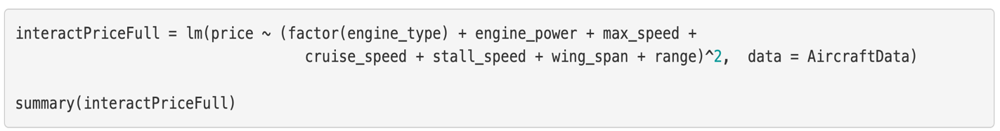 interactPriceFull = lm(price ~ (factor(engine_type) + engine_power + max_speed +
cruise_speed + stall_speed + wing_span + range)^2,  data = AircraftData)
summary(interactPriceFull)